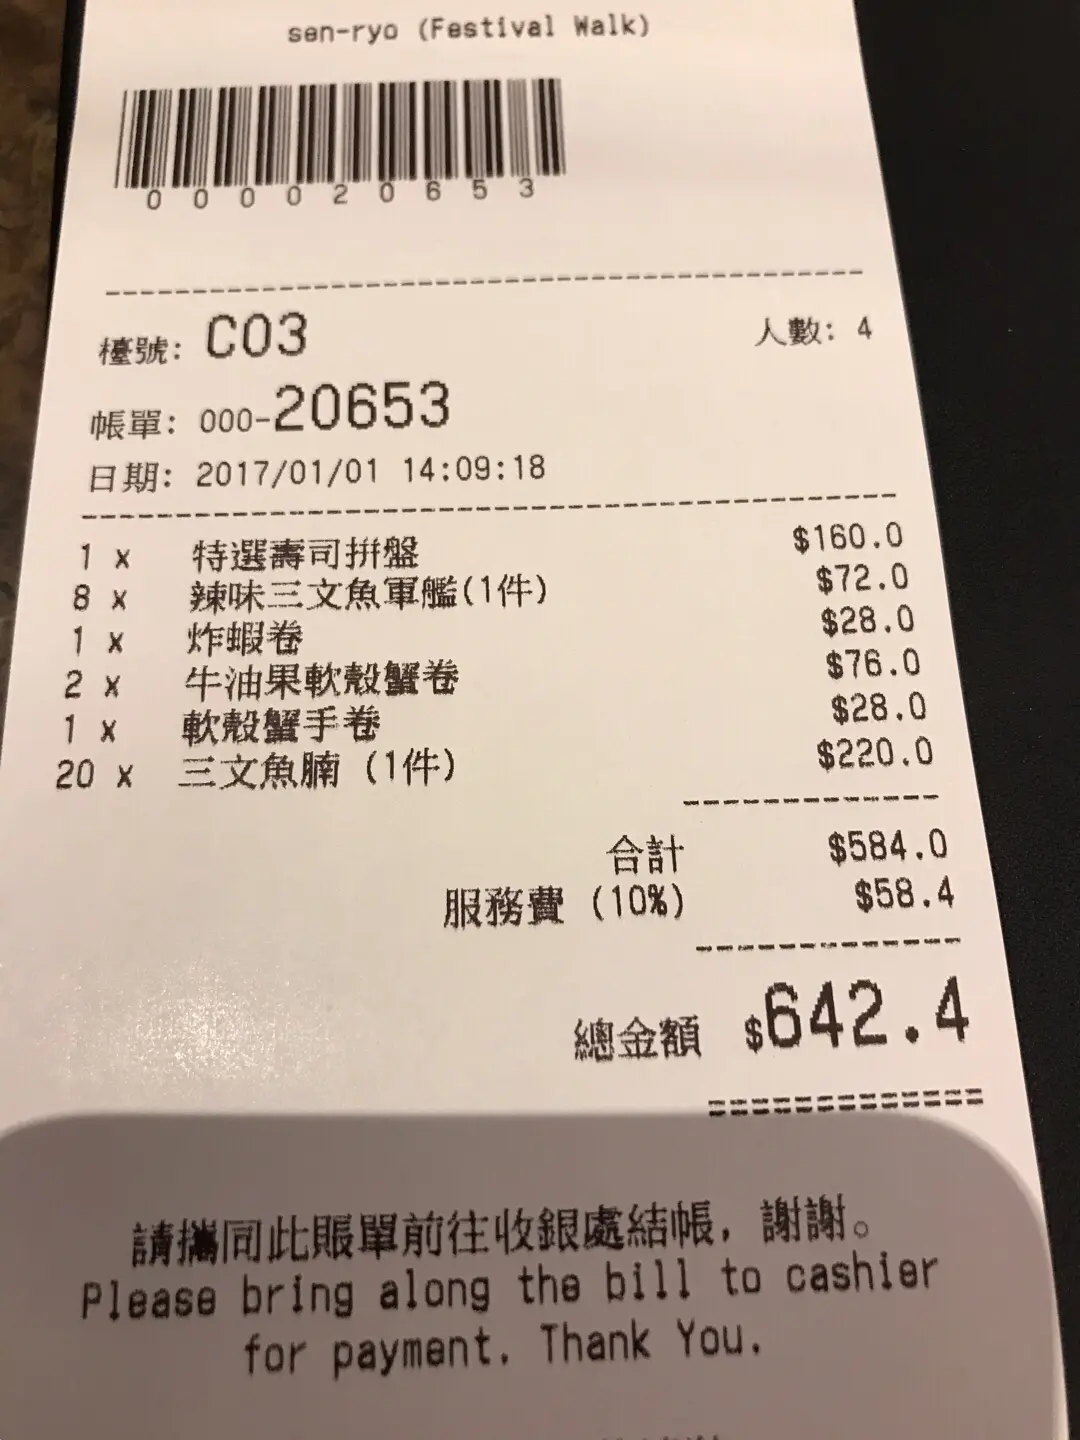 sen-ryo (Festival Walk)
000020653
檯號: C03 人數: 4
帳單: 000-20653
日期: 2017/01/01 14:09:18
1 x 特選壽司拼盤 $160.0
8 x 辣味三文魚軍艦(1件) $72.0
1 x 炸蝦卷 $28.0
2 x 牛油果軟殼蟹卷 $76.0
1 x 軟殼蟹手卷 $28.0
20 x 三文魚腩 (1件) $220.0
合計 $584.0
服務費 (10%) $58.4
總金額 $642.4
請攜同此賬單前往收銀處結帳, 謝謝。
Please bring along the bill to cashier
for payment. Thank You.